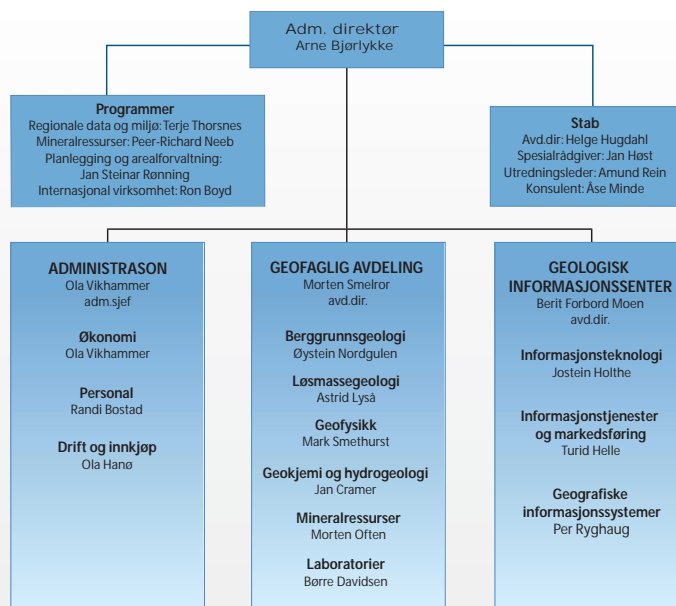 Adm. direktør
Arne Bjørlykke
Programmer
Regionale data og miljø: Terje Thorsnes
Mineralressurser: Peer-Richard Neeb
Planlegging og arealforvaltning:
Jan Steinar Rønning
Internasjonal virksomhet: Ron Boyd
Stab
Avd.dir: Helge Hugdahl
Spesialrådgiver: Jan Høst
Utredningsleder: Amund Rein
Konsulent: Åse Minde
ADMINISTRASON
Ola Vikhammer
adm.sjef
Økonomi
Ola Vikhammer
Personal
Randi Bostad
Drift og innkjøp
Ola Hanø
GEOFAGLIG AVDELING
Morten Smelror
avd.dir.
Berggrunnsgeologi
Øystein Nordgulen
Løsmassegeologi
Astrid Lyså
Geofysikk
Mark Smethurst
Geokjemi og hydrogeologi
Jan Cramer
Mineralressurser
Morten Often
Laboratorier
Børre Davidsen
GEOLOGISK
INFORMASJONSSENTER
Berit Forbord Moen
avd.dir.
Informasjonsteknologi
Jostein Holthe
Informasjonstjenester
og markedsføring
Turid Helle
Geografiske
informasjonssystemer
Per Ryghaug